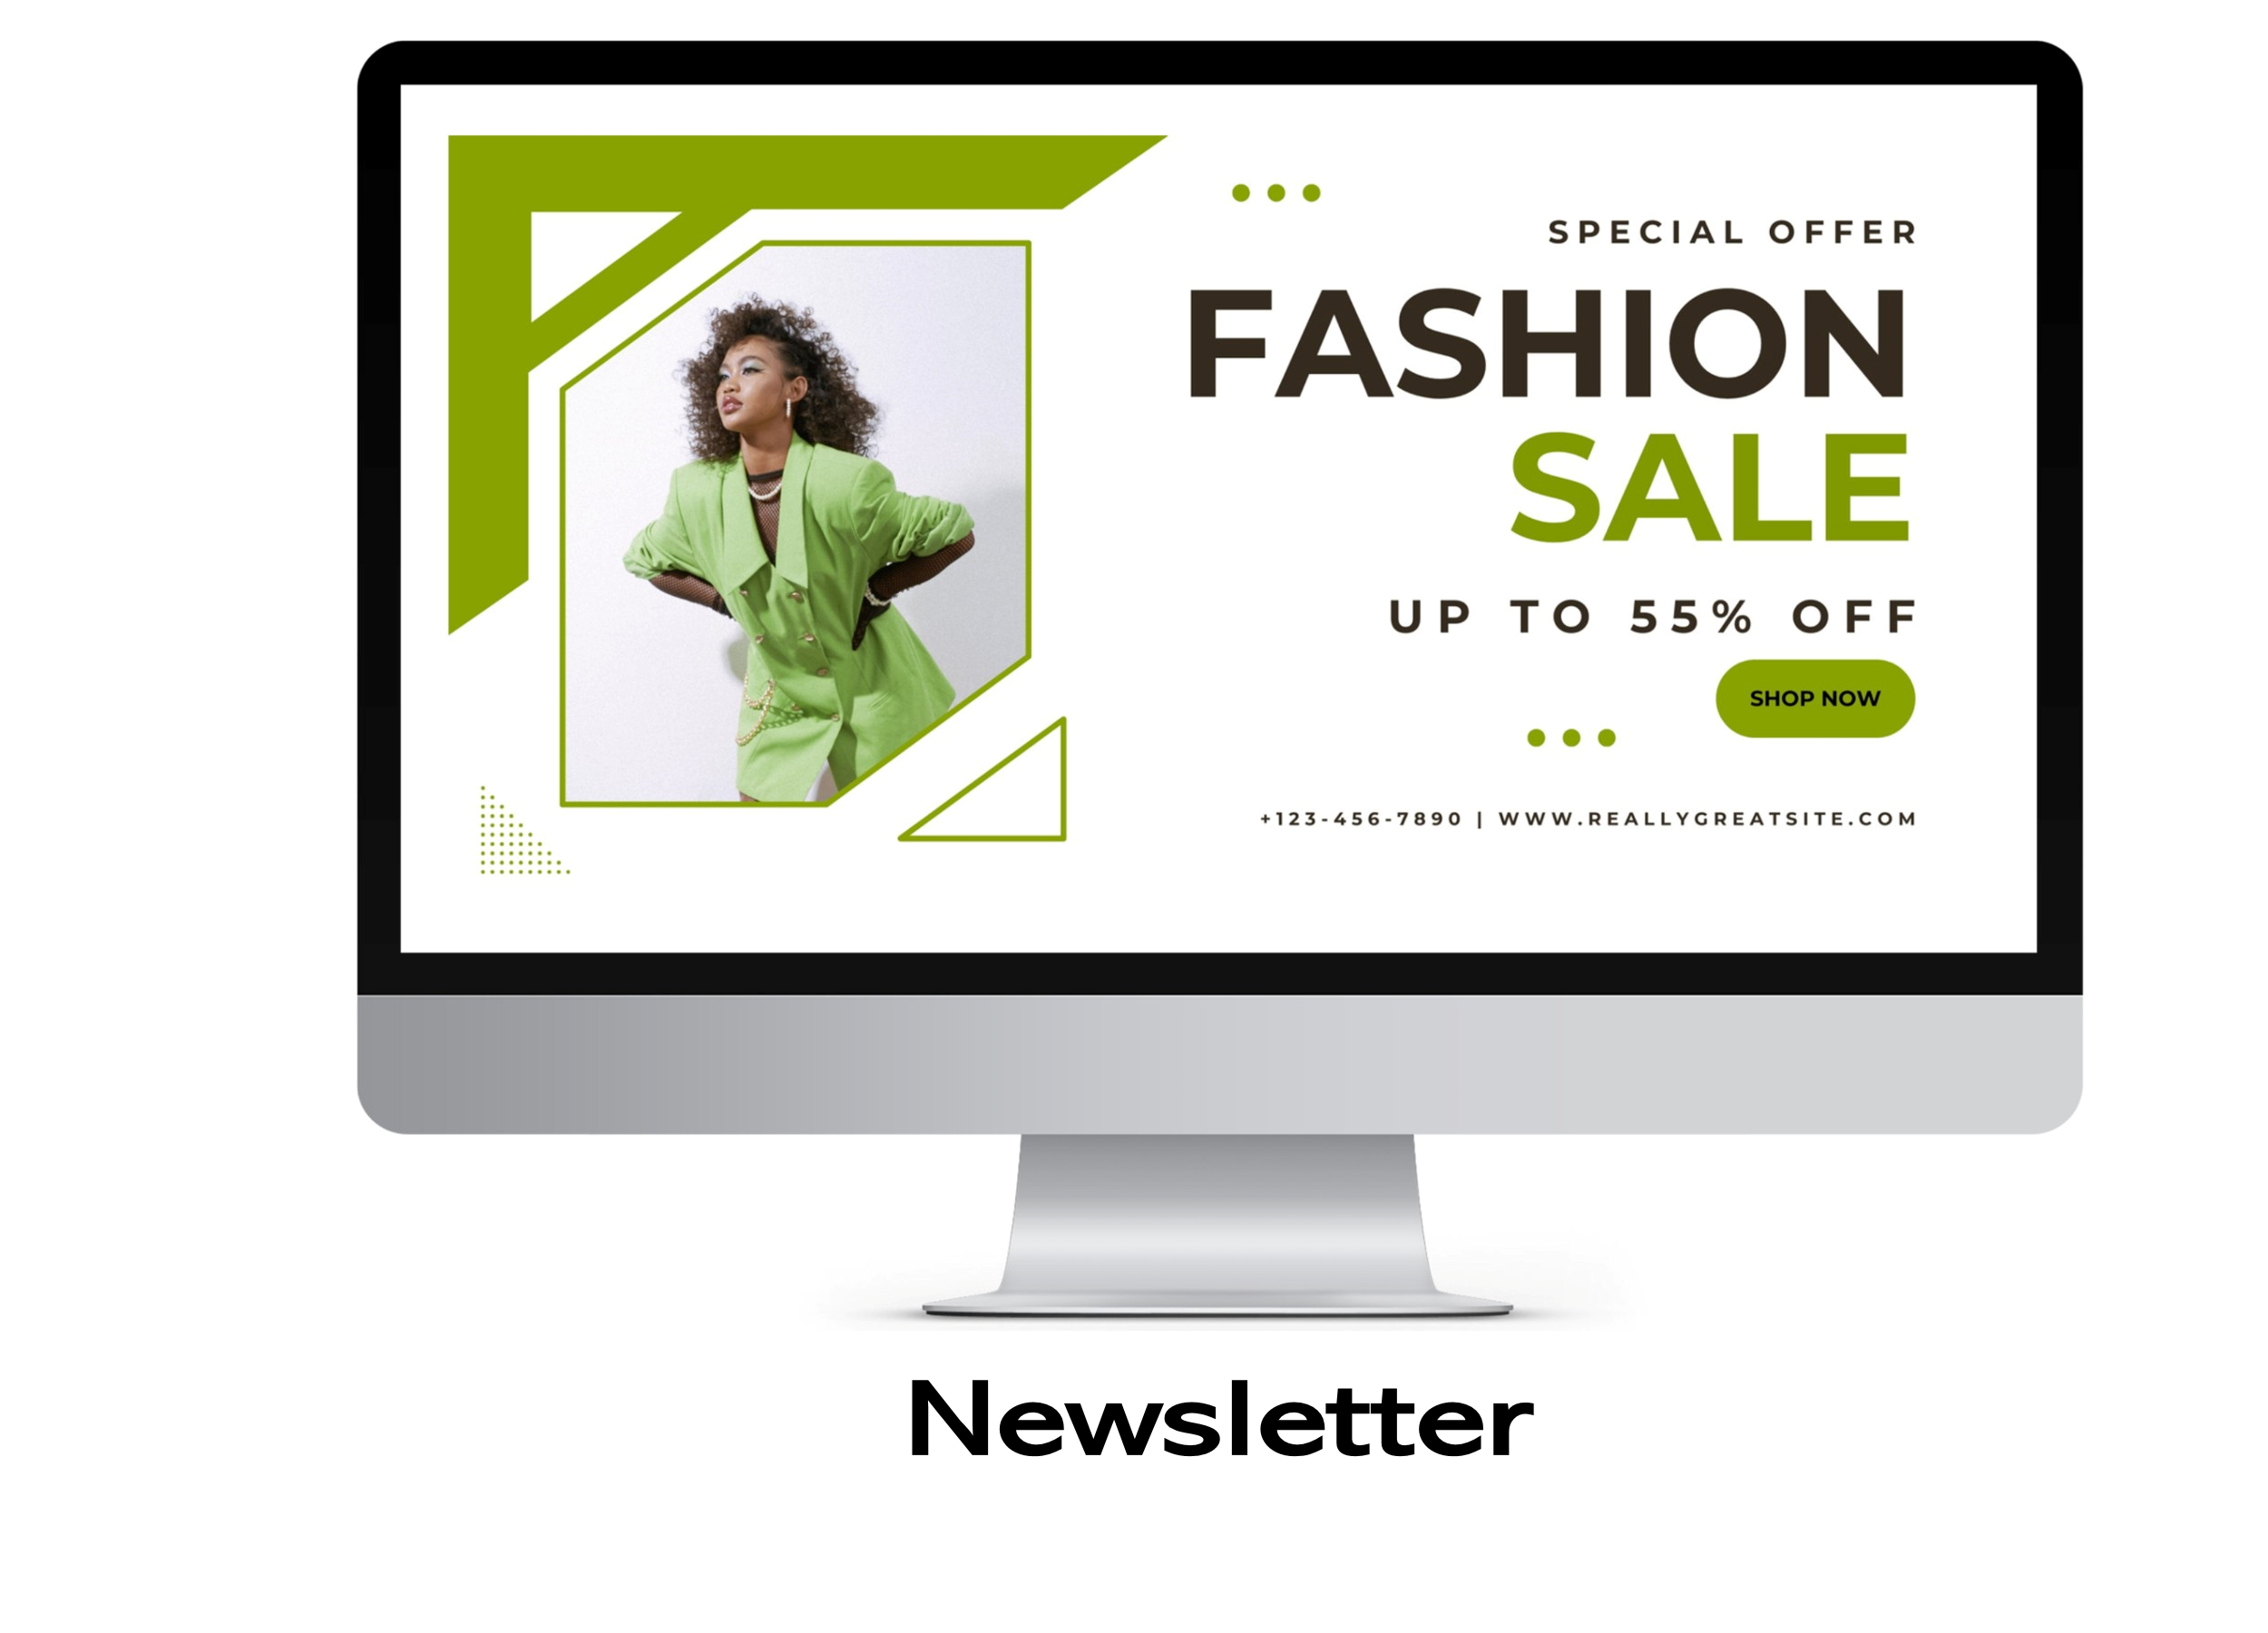 SPECIAL OFFER
FASHION
SALE
UP TO 55% OFF
SHOP NOW
+123-456-7890 | WWW.REALLYGREATSITE.COM
Newsletter